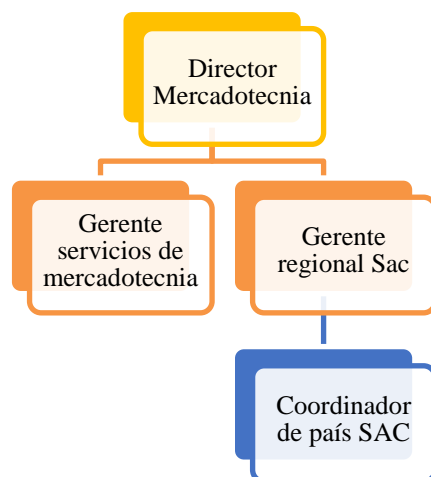 Director
Mercadotecnia
Gerente
servicios de
mercadotecnia
Gerente
regional Sac
Coordinador
de país SAC